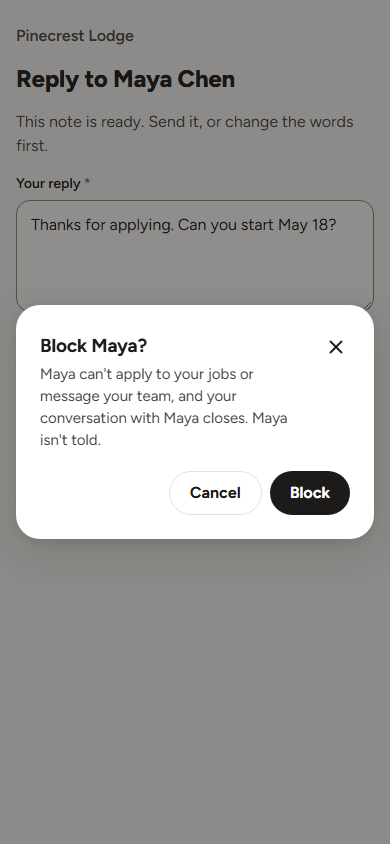 Pinecrest Lodge
Reply to Maya Chen
This note is ready. Send it, or change the words
first.
Your reply *
Thanks for applying. Can you start May 18?
Block Maya?
Maya can't apply to your jobs or
message your team, and your
conversation with Maya closes. Maya
isn't told.
Cancel
Block